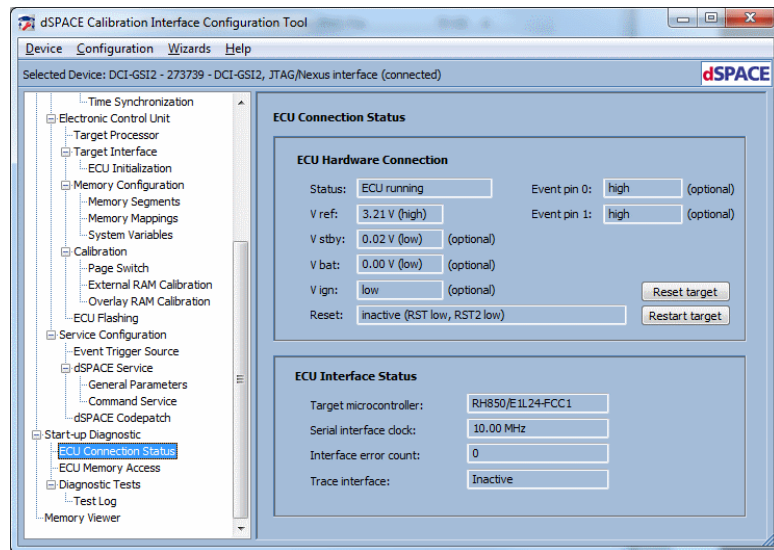 dSPACE Calibration Interface Configuration Tool
Device Configuration Wizards Help
Selected Device: DCI-GSI2 - 273739 - DCI-GSI2, JTAG/Nexus interface (connected)
dSPACE
Time Synchronization
Electronic Control Unit
Target Processor
Target Interface
ECU Initialization
Memory Configuration
Memory Segments
Memory Mappings
System Variables
Calibration
Page Switch
External RAM Calibration
Overlay RAM Calibration
ECU Flashing
Service Configuration
Event Trigger Source
dSPACE Service
General Parameters
Command Service
dSPACE Codepatch
Start-up Diagnostic
ECU Connection Status
ECU Memory Access
Diagnostic Tests
Test Log
Memory Viewer
ECU Connection Status
ECU Hardware Connection
Status: ECU running Event pin 0: high (optional)
V ref: 3.21 V (high) Event pin 1: high (optional)
V stby: 0.02 V (low) (optional)
V bat: 0.00 V (low) (optional)
V ign: low (optional) Reset target
Reset: inactive (RST low, RST2 low) Restart target
ECU Interface Status
Target microcontroller: RH850/E1L24-FCC1
Serial interface clock: 10.00 MHz
Interface error count: 0
Trace interface: Inactive